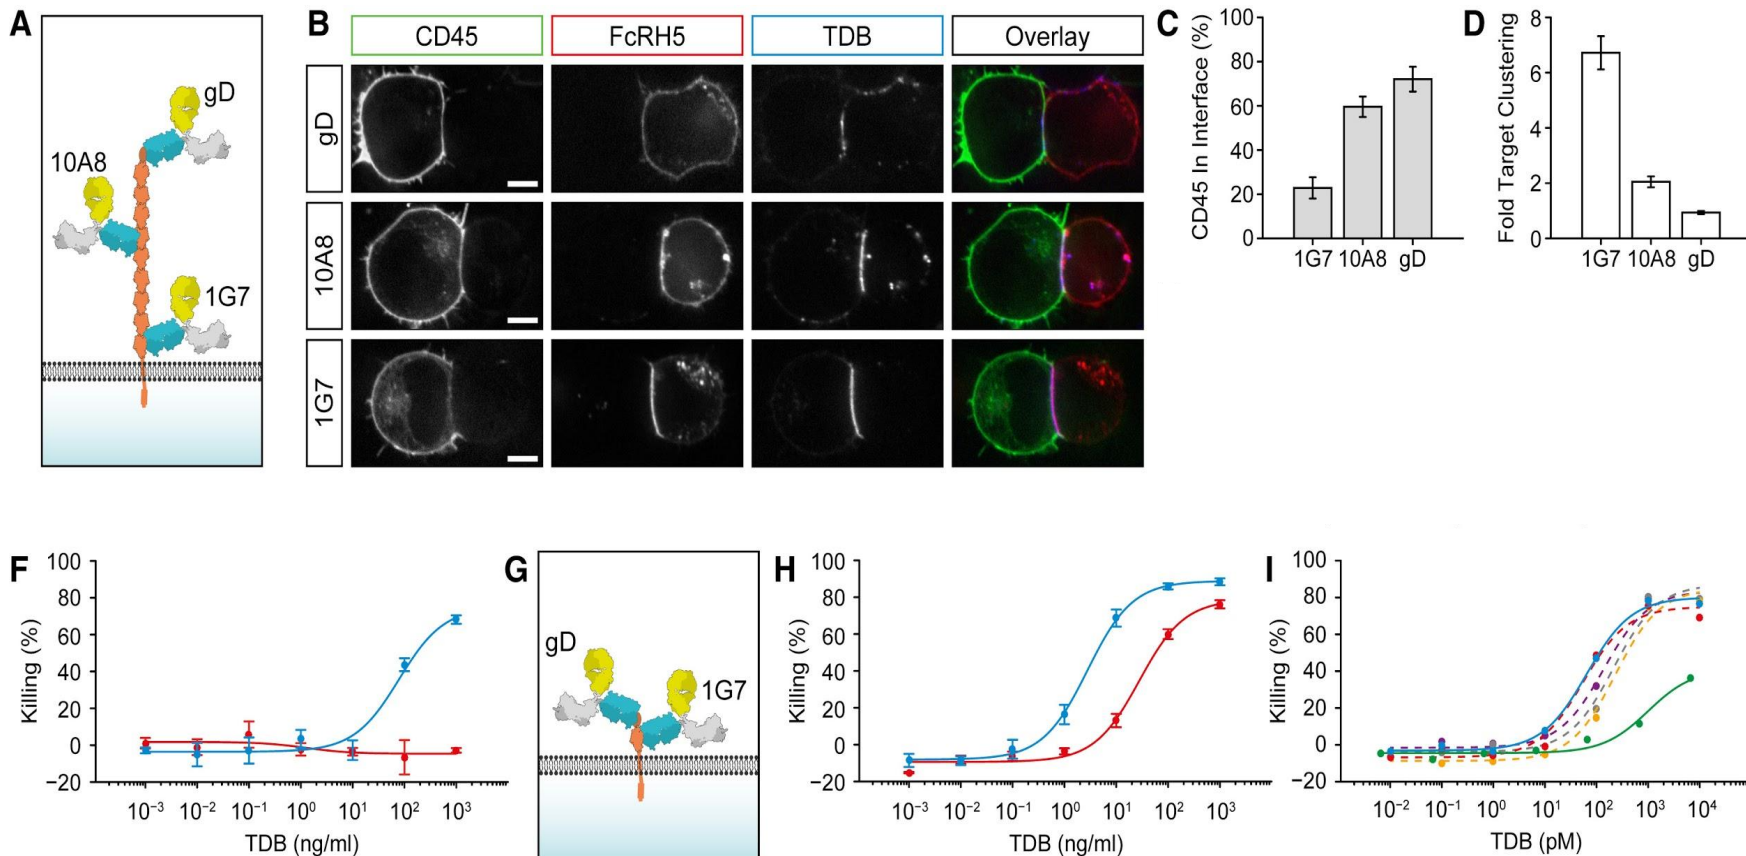 A
gD
10A8
1G7
B
CD45
FcRH5
TDB
Overlay
gD
10A8
1G7
C
CD45 In Interface (%)
100
80
60
40
20
0
1G7 10A8 gD
D
Fold Target Clustering
8
6
4
2
0
1G7 10A8 gD
F
Killing (%)
100
80
60
40
20
0
−20
10⁻³ 10⁻² 10⁻¹ 10⁰ 10¹ 10² 10³
TDB (ng/ml)
G
gD
1G7
H
Killing (%)
100
80
60
40
20
0
−20
10⁻³ 10⁻² 10⁻¹ 10⁰ 10¹ 10² 10³
TDB (ng/ml)
I
Killing (%)
100
80
60
40
20
0
−20
10⁻² 10⁻¹ 10⁰ 10¹ 10² 10³ 10⁴
TDB (pM)